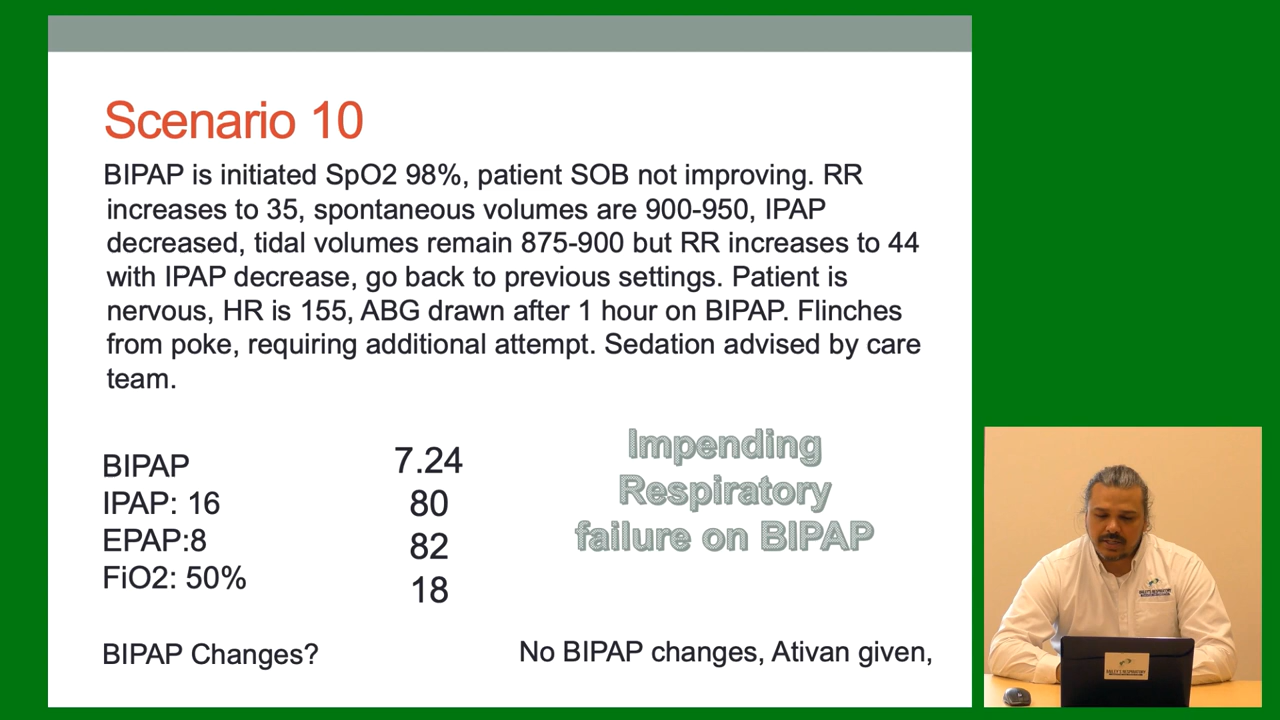 Scenario 10
BIPAP is initiated SpO2 98%, patient SOB not improving. RR
increases to 35, spontaneous volumes are 900-950, IPAP
decreased, tidal volumes remain 875-900 but RR increases to 44
with IPAP decrease, go back to previous settings. Patient is
nervous, HR is 155, ABG drawn after 1 hour on BIPAP. Flinches
from poke, requiring additional attempt. Sedation advised by care
team.
BIPAP
IPAP: 16
EPAP:8
FiO2: 50%
7.24
80
82
18
Impending
Respiratory
failure on BIPAP
BIPAP Changes?
No BIPAP changes, Ativan given,